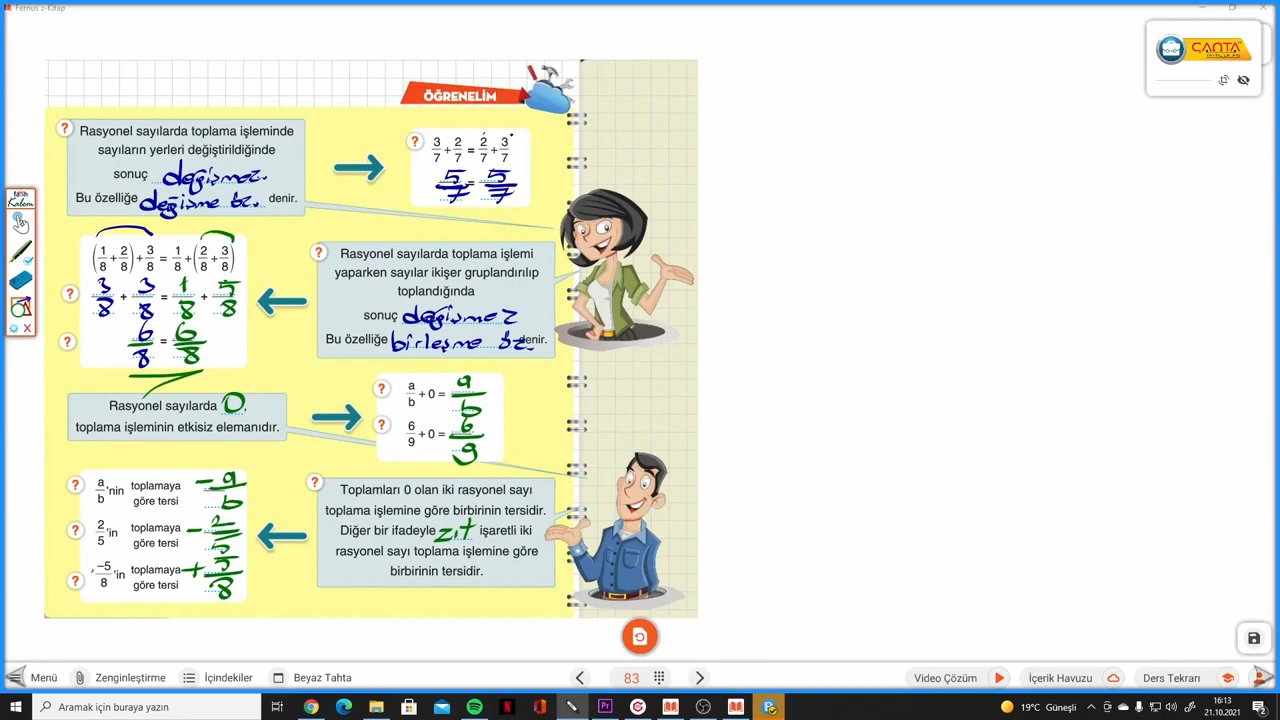 Fernus z-Kitap
ÇANTA
ÖĞRENELİM
? Rasyonel sayılarda toplama işleminde
sayıların yerleri değiştirildiğinde
sonuç değişmez.
Bu özelliğe değişme öz. denir.
? 3/7 + 2/7 = 2/7 + 3/7
5/7 = 5/7
(1/8 + 2/8) + 3/8 = 1/8 + (2/8 + 3/8)
? 3/8 + 3/8 = 1/8 + 5/8
? 6/8 = 6/8
? Rasyonel sayılarda toplama işlemi
yaparken sayılar ikişer gruplandırılıp
toplandığında
sonuç değişmez
Bu özelliğe birleşme öz. denir.
Rasyonel sayılarda 0,
toplama işleminin etkisiz elemanıdır.
? a/b + 0 = a/b
? 6/9 + 0 = 6/9
? a/b 'nin toplamaya göre tersi - a/b
? 2/5 'in toplamaya göre tersi - 2/5
? -5/8 'in toplamaya göre tersi + 5/8
? Toplamları 0 olan iki rasyonel sayı
toplama işlemine göre birbirinin tersidir.
Diğer bir ifadeyle zıt işaretli iki
rasyonel sayı toplama işlemine göre
birbirinin tersidir.
fatih
Kalem
Menü Zenginleştirme İçindekiler Beyaz Tahta 83 Video Çözüm İçerik Havuzu Ders Tekrarı
Aramak için buraya yazın
19°C Güneşli
16:13
21.10.2021